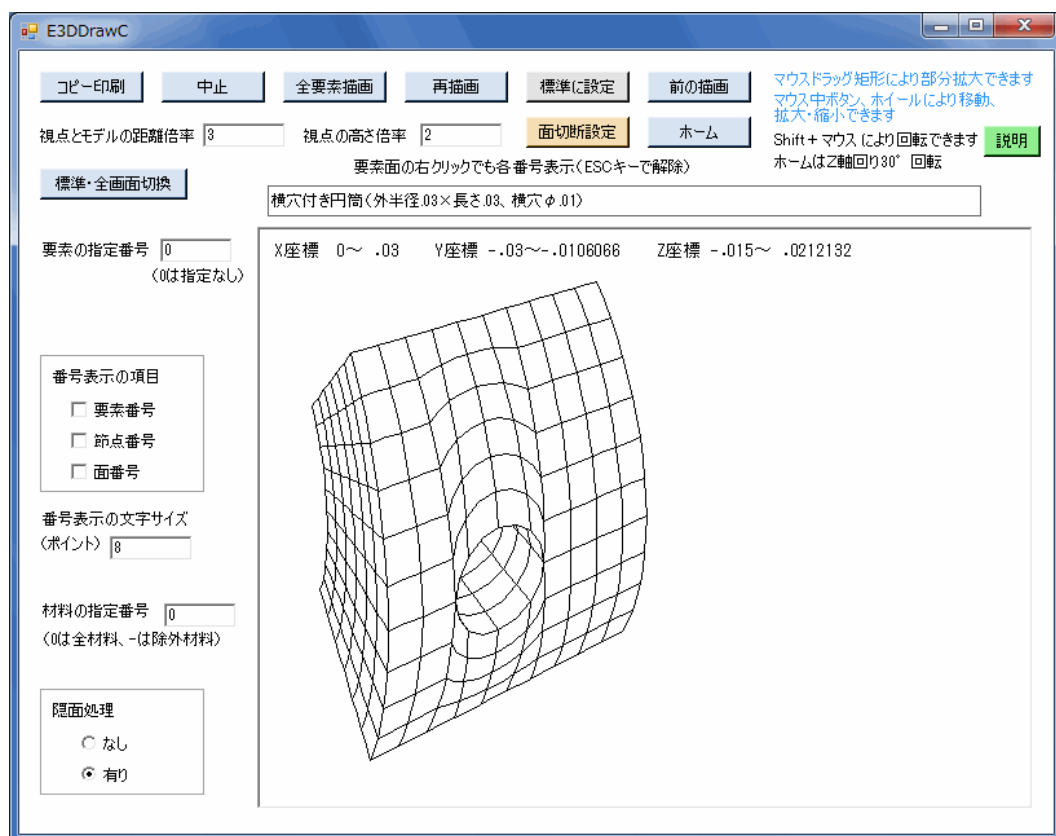 E3DDrawC
コピー印刷 中止 全要素描画 再描画 標準に設定 前の描画
マウスドラッグ矩形により部分拡大できます
マウス中ボタン、ホイールにより移動、
拡大・縮小できます
視点とモデルの距離倍率 3 視点の高さ倍率 2 面切断設定 ホーム
Shift+マウス により回転できます 説明
ホームはZ軸回り30° 回転
要素面の右クリックでも各番号表示(ESCキーで解除)
標準・全画面切換
横穴付き円筒(外半径.03×長さ.03、横穴φ.01)
要素の指定番号 0
(0は指定なし)
X座標 0～ .03 Y座標 -.03～-.0106066 Z座標 -.015～ .0212132
番号表示の項目
要素番号
節点番号
面番号
番号表示の文字サイズ
(ポイント) 8
材料の指定番号 0
(0は全材料、-は除外材料)
隠面処理
なし
有り